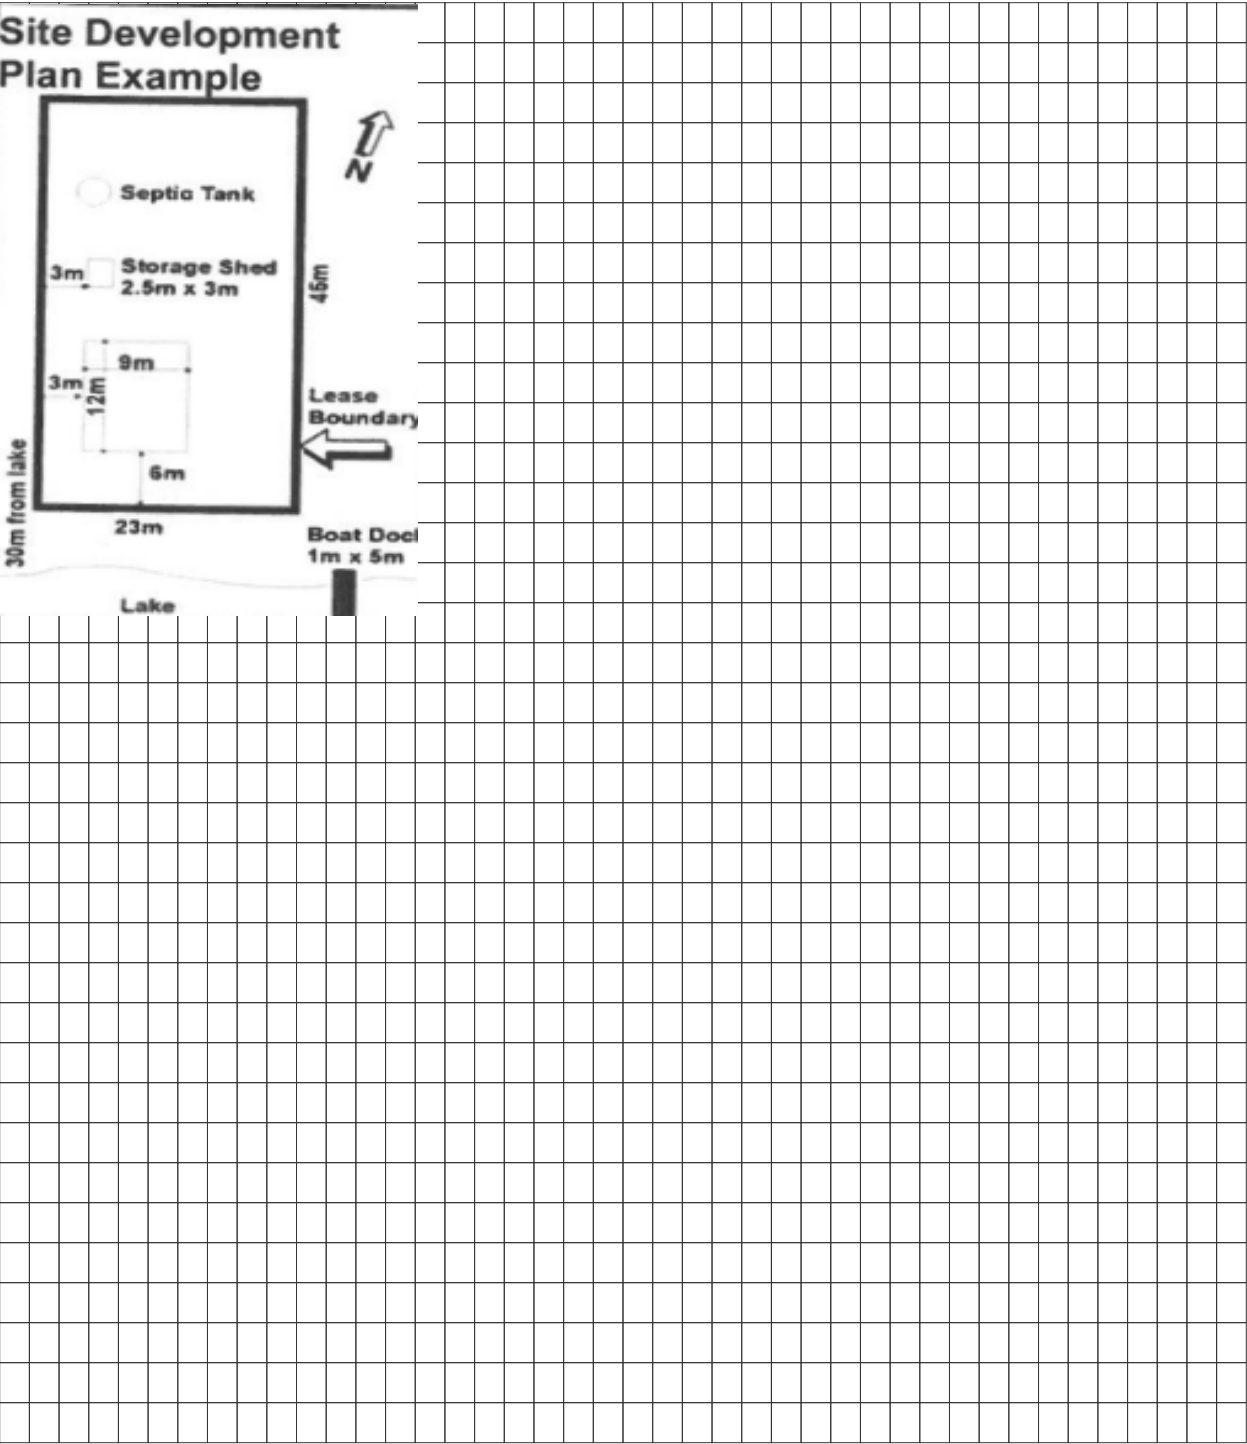 Site Development
Plan Example
N
Septic Tank
3m
Storage Shed
2.5m x 3m
45m
9m
3m
12m
Lease
Boundary
6m
30m from lake
23m
Boat Doc
1m x 5m
Lake